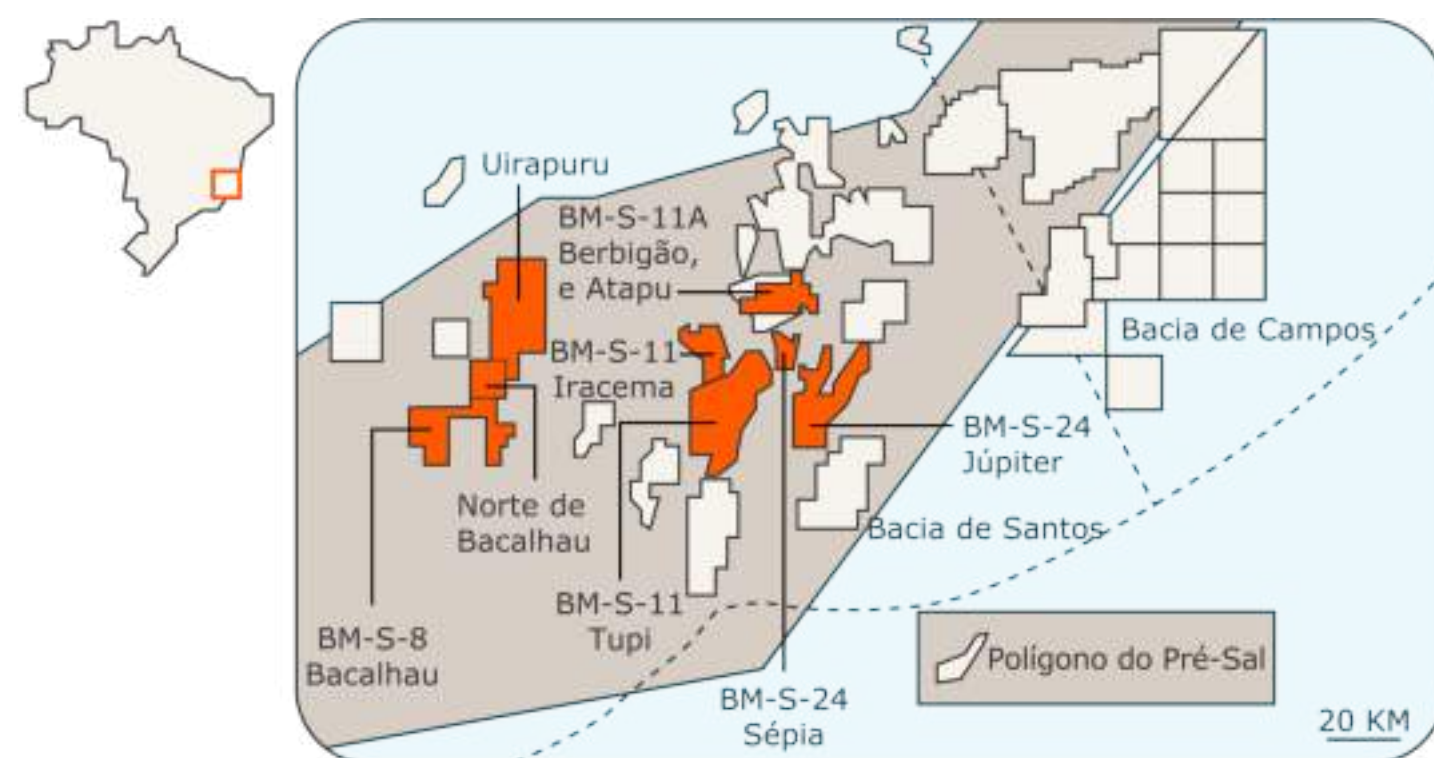 Uirapuru
BM-S-11A
Berbigão,
e Atapu
BM-S-11
Iracema
Bacia de Campos
BM-S-24
Júpiter
Norte de
Bacalhau
Bacia de Santos
BM-S-11
Tupi
BM-S-8
Bacalhau
BM-S-24
Sépia
Polígono do Pré-Sal
20 KM